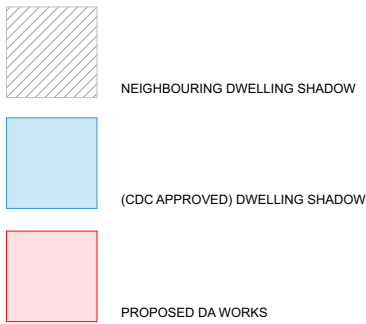 NEIGHBOURING DWELLING SHADOW
(CDC APPROVED) DWELLING SHADOW
PROPOSED DA WORKS